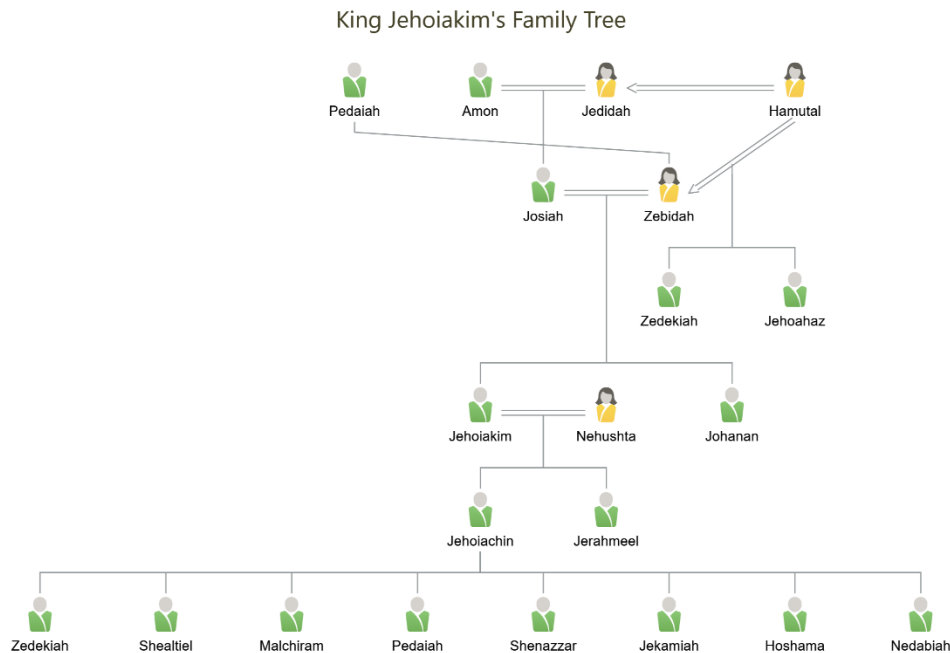 King Jehoiakim's Family Tree
Pedaiah Amon Jedidah Hamutal
Josiah Zebidah
Zedekiah Jehoahaz
Jehoiakim Nehushta Johanan
Jehoiachin Jerahmeel
Zedekiah Shealtiel Malchiram Pedaiah Shenazzar Jekamiah Hoshama Nedabiah